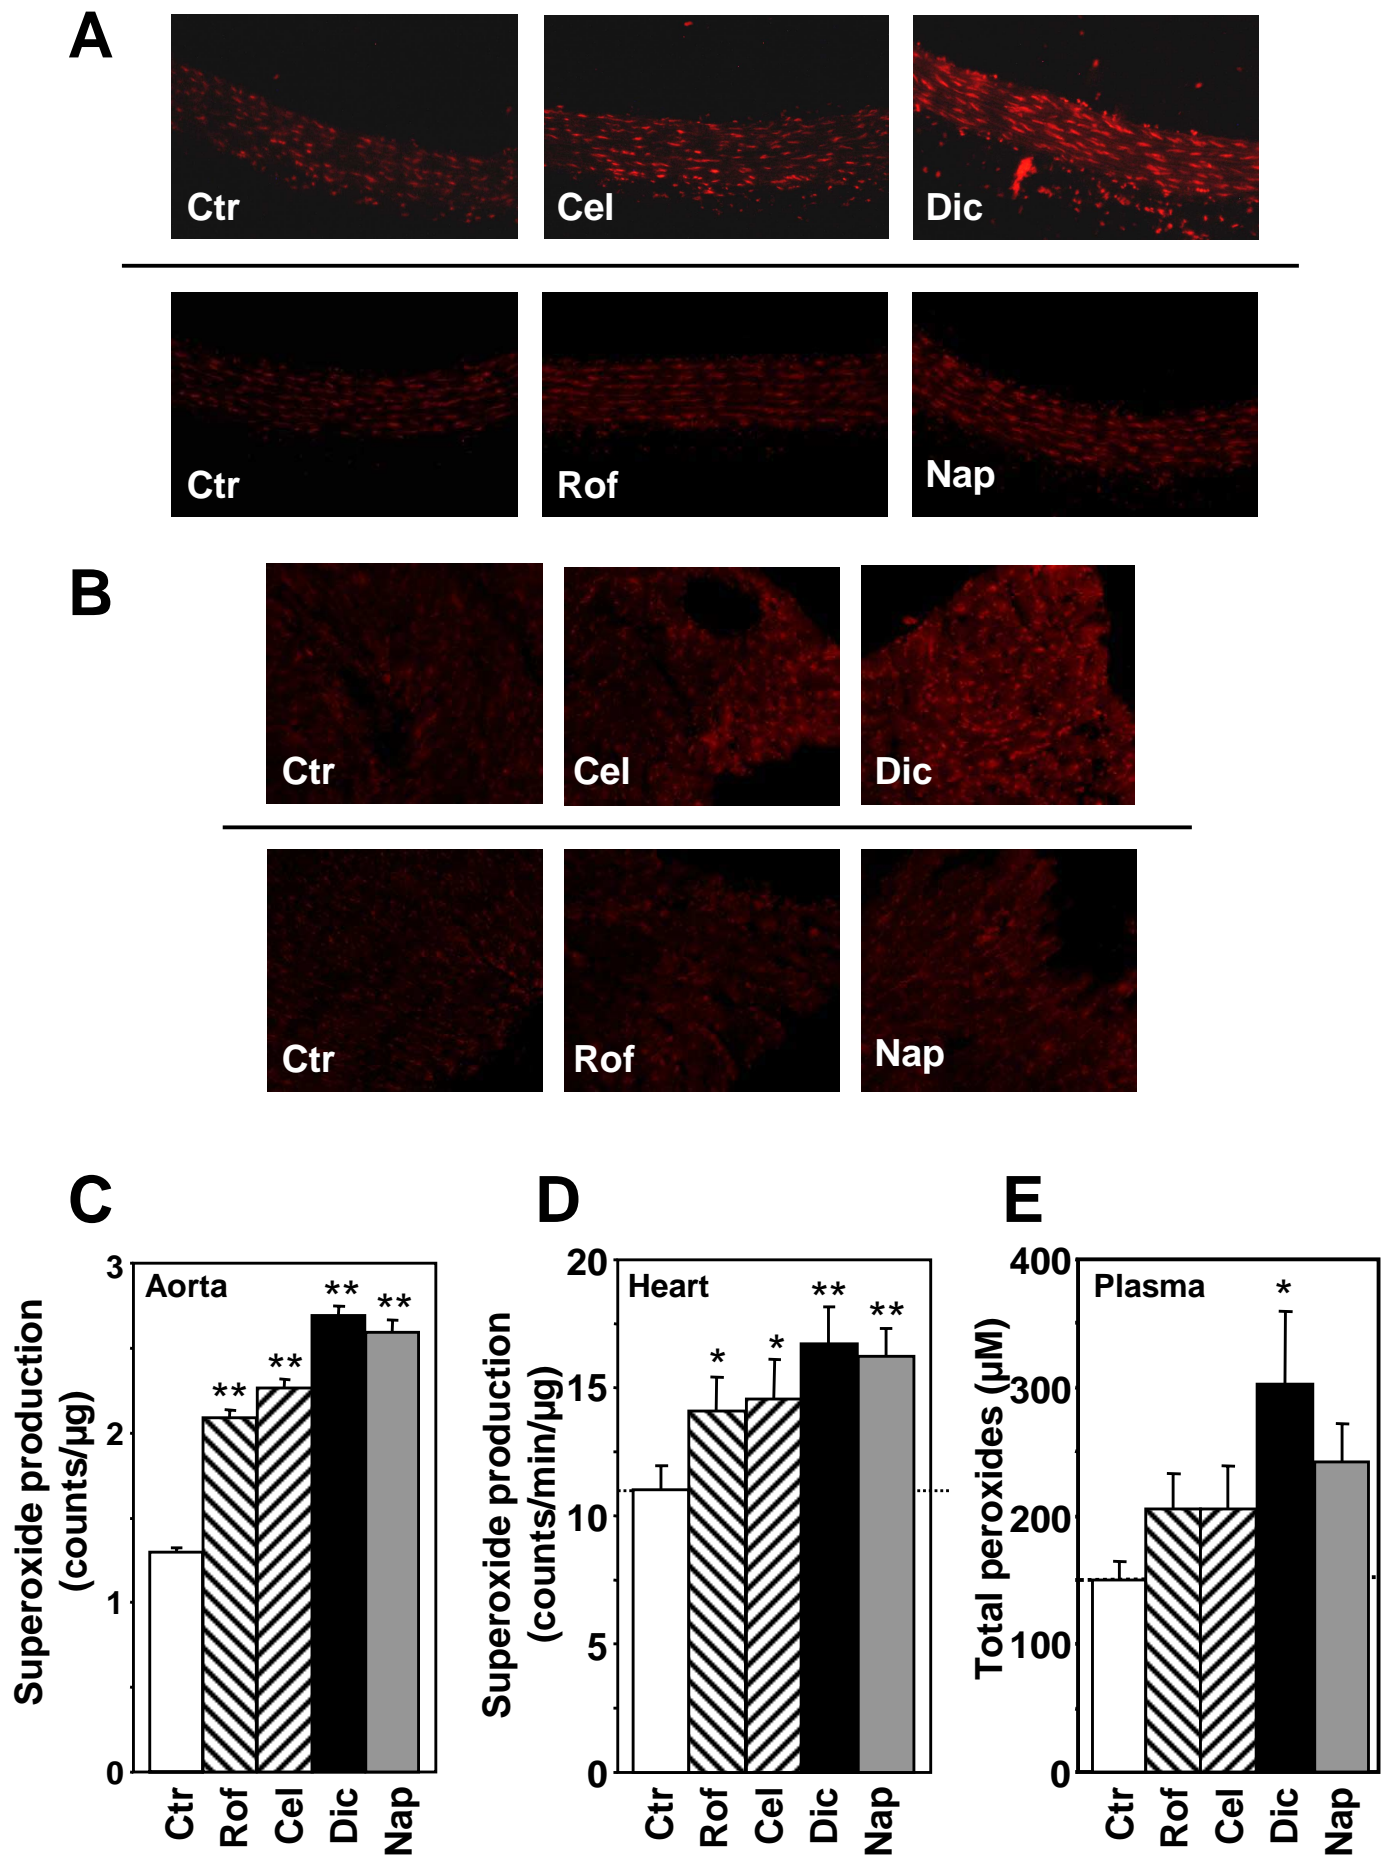 A
Ctr
Cel
Dic
Ctr
Rof
Nap
B
Ctr
Cel
Dic
Ctr
Rof
Nap
C
Superoxide production
(counts/µg)
3
2
1
0
Aorta
**
**
**
**
Ctr
Rof
Cel
Dic
Nap
D
Superoxide production
(counts/min/µg)
20
15
10
5
0
Heart
*
*
**
**
Ctr
Rof
Cel
Dic
Nap
E
Total peroxides (µM)
400
300
200
100
0
Plasma
*
Ctr
Rof
Cel
Dic
Nap